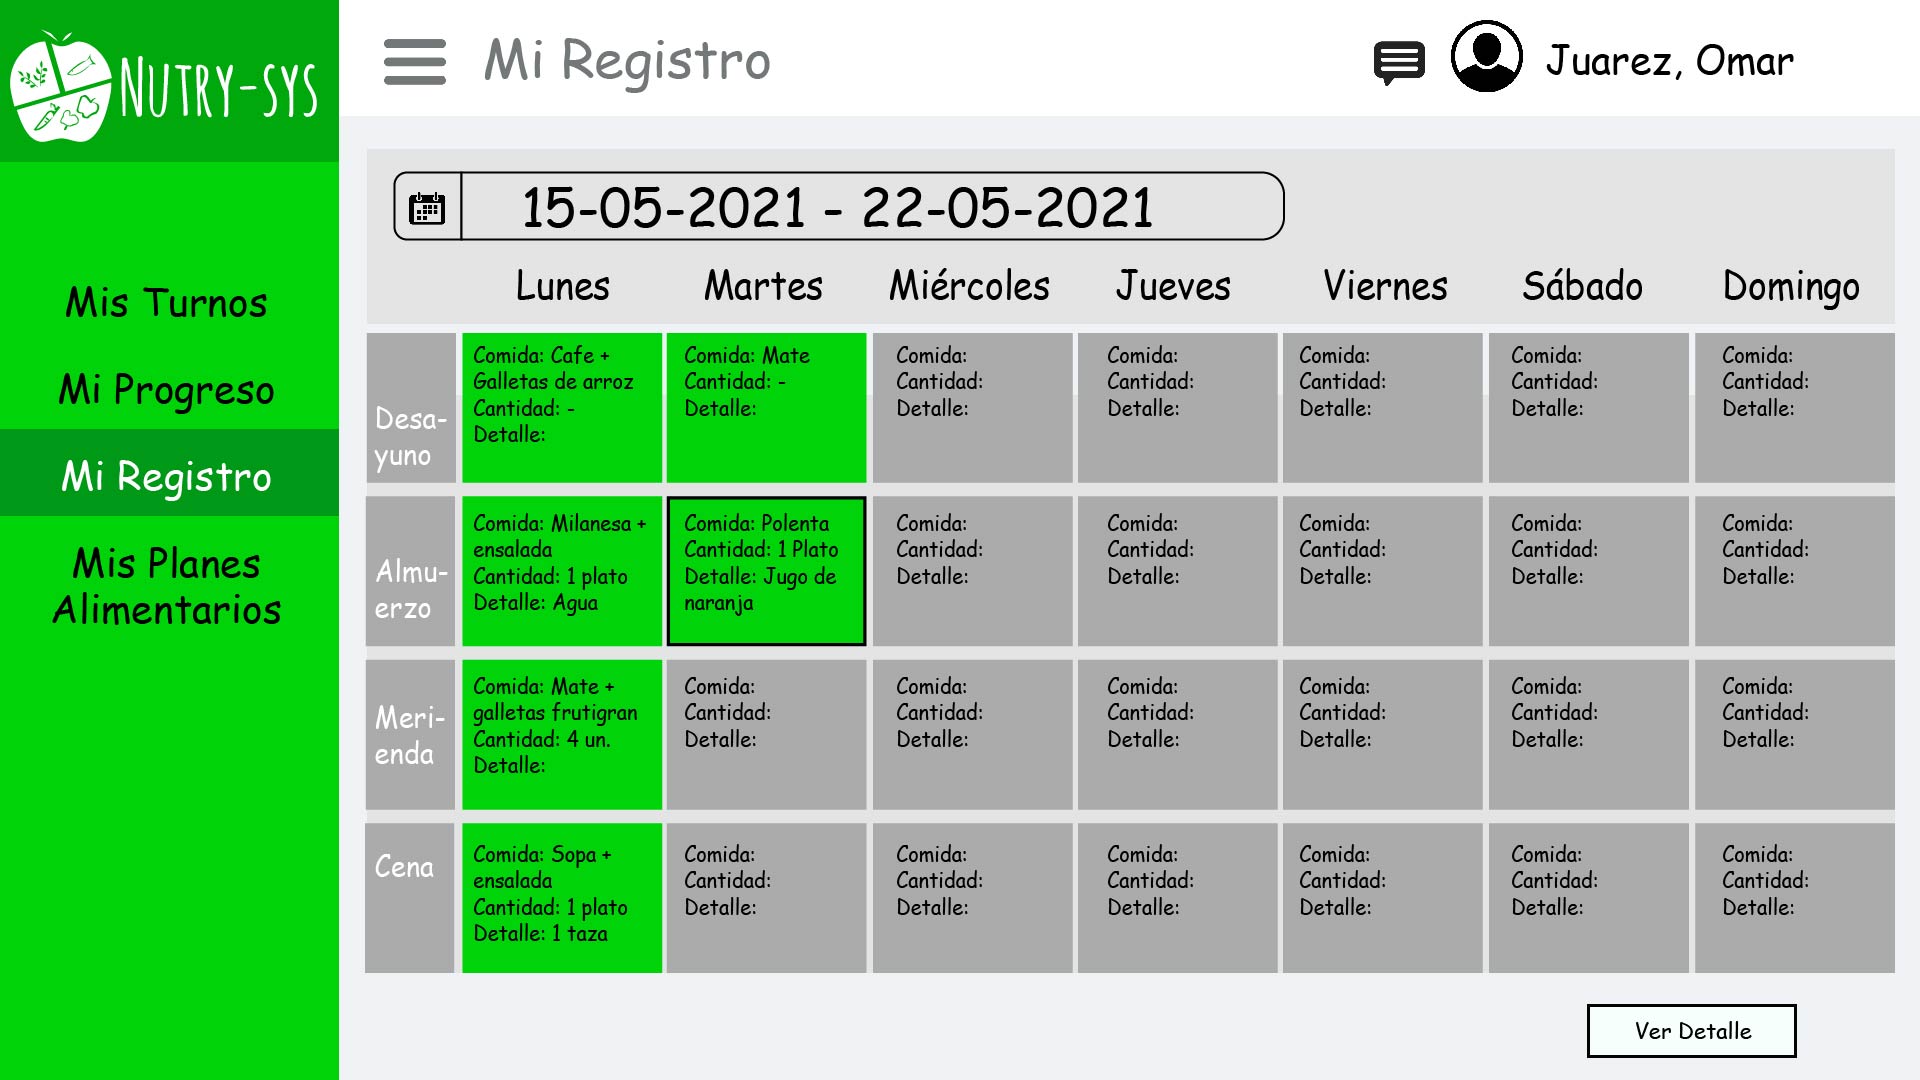 NUTRY-SYS
Mi Registro
Juarez, Omar
Mis Turnos
Mi Progreso
Mi Registro
Mis Planes
Alimentarios
15-05-2021 - 22-05-2021
Lunes Martes Miércoles Jueves Viernes Sábado Domingo
Desa-
yuno
Comida: Cafe +
Galletas de arroz
Cantidad: -
Detalle:
Comida: Mate
Cantidad: -
Detalle:
Comida:
Cantidad:
Detalle:
Comida:
Cantidad:
Detalle:
Comida:
Cantidad:
Detalle:
Comida:
Cantidad:
Detalle:
Comida:
Cantidad:
Detalle:
Almu-
erzo
Comida: Milanesa +
ensalada
Cantidad: 1 plato
Detalle: Agua
Comida: Polenta
Cantidad: 1 Plato
Detalle: Jugo de
naranja
Comida:
Cantidad:
Detalle:
Comida:
Cantidad:
Detalle:
Comida:
Cantidad:
Detalle:
Comida:
Cantidad:
Detalle:
Comida:
Cantidad:
Detalle:
Meri-
enda
Comida: Mate +
galletas frutigran
Cantidad: 4 un.
Detalle:
Comida:
Cantidad:
Detalle:
Comida:
Cantidad:
Detalle:
Comida:
Cantidad:
Detalle:
Comida:
Cantidad:
Detalle:
Comida:
Cantidad:
Detalle:
Comida:
Cantidad:
Detalle:
Cena
Comida: Sopa +
ensalada
Cantidad: 1 plato
Detalle: 1 taza
Comida:
Cantidad:
Detalle:
Comida:
Cantidad:
Detalle:
Comida:
Cantidad:
Detalle:
Comida:
Cantidad:
Detalle:
Comida:
Cantidad:
Detalle:
Comida:
Cantidad:
Detalle:
Ver Detalle